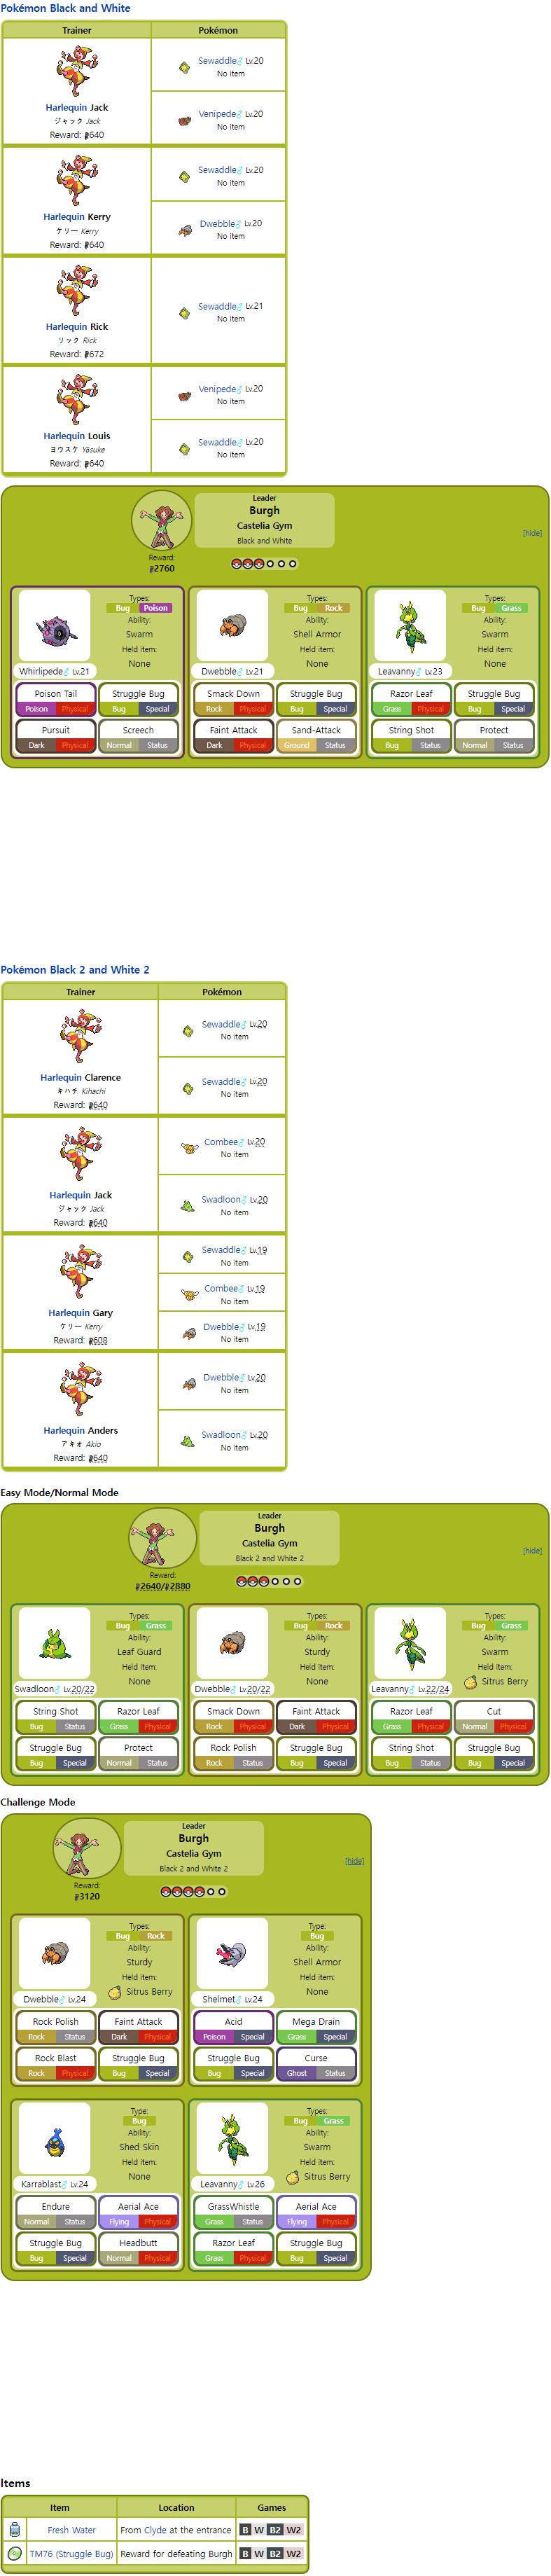 Pokémon Black and White
Trainer Pokémon
Sewaddle♂ Lv.20
No item
Harlequin Jack
ジャック Jack
Reward: 640
Venipede♂ Lv.20
No item
Sewaddle♂ Lv.20
No item
Harlequin Kerry
ケリー Kerry
Reward: 640
Dwebble♂ Lv.20
No item
Harlequin Rick
リック Rick
Reward: 672
Sewaddle♂ Lv.21
No item
Venipede♂ Lv.20
No item
Harlequin Louis
ヨウスケ Yōsuke
Reward: 640
Sewaddle♂ Lv.20
No item
Leader
Burgh
Castelia Gym
Black and White
[hide]
Reward:
2760
Types:
Bug Poison
Ability:
Swarm
Held item:
None
Whirlipede♂ Lv.21
Poison Tail Struggle Bug
Poison Physical Bug Special
Pursuit Screech
Dark Physical Normal Status
Types:
Bug Rock
Ability:
Shell Armor
Held item:
None
Dwebble♂ Lv.21
Smack Down Struggle Bug
Rock Physical Bug Special
Faint Attack Sand-Attack
Dark Physical Ground Status
Types:
Bug Grass
Ability:
Swarm
Held item:
None
Leavanny♂ Lv.23
Razor Leaf Struggle Bug
Grass Physical Bug Special
String Shot Protect
Bug Status Normal Status
Pokémon Black 2 and White 2
Trainer Pokémon
Sewaddle♂ Lv.20
No item
Harlequin Clarence
キハチ Kihachi
Reward: 640
Sewaddle♂ Lv.20
No item
Combee♂ Lv.20
No item
Harlequin Jack
ジャック Jack
Reward: 640
Swadloon♂ Lv.20
No item
Sewaddle♂ Lv.19
No item
Combee♂ Lv.19
No item
Harlequin Gary
ケリー Kerry
Reward: 608
Dwebble♂ Lv.19
No item
Dwebble♂ Lv.20
No item
Harlequin Anders
アキオ Akio
Reward: 640
Swadloon♂ Lv.20
No item
Easy Mode/Normal Mode
Leader
Burgh
Castelia Gym
Black 2 and White 2
[hide]
Reward:
2640/2880
Types:
Bug Grass
Ability:
Leaf Guard
Held item:
None
Swadloon♂ Lv.20/22
String Shot Razor Leaf
Bug Status Grass Physical
Struggle Bug Protect
Bug Special Normal Status
Types:
Bug Rock
Ability:
Sturdy
Held item:
None
Dwebble♂ Lv.20/22
Smack Down Faint Attack
Rock Physical Dark Physical
Rock Polish Struggle Bug
Rock Status Bug Special
Types:
Bug Grass
Ability:
Swarm
Held item:
Sitrus Berry
Leavanny♂ Lv.22/24
Razor Leaf Cut
Grass Physical Normal Physical
String Shot Struggle Bug
Bug Status Bug Special
Challenge Mode
Leader
Burgh
Castelia Gym
Black 2 and White 2
[hide]
Reward:
3120
Types:
Bug Rock
Ability:
Sturdy
Held item:
Sitrus Berry
Dwebble♂ Lv.24
Rock Polish Faint Attack
Rock Status Dark Physical
Rock Blast Struggle Bug
Rock Physical Bug Special
Type:
Bug
Ability:
Shell Armor
Held item:
None
Shelmet♂ Lv.24
Acid Mega Drain
Poison Special Grass Special
Struggle Bug Curse
Bug Special Ghost Status
Type:
Bug
Ability:
Shed Skin
Held item:
None
Karrablast♂ Lv.24
Endure Aerial Ace
Normal Status Flying Physical
Struggle Bug Headbutt
Bug Special Normal Physical
Types:
Bug Grass
Ability:
Swarm
Held item:
Sitrus Berry
Leavanny♂ Lv.26
GrassWhistle Aerial Ace
Grass Status Flying Physical
Razor Leaf Struggle Bug
Grass Physical Bug Special
Items
Item Location Games
Fresh Water From Clyde at the entrance B W B2 W2
TM76 (Struggle Bug) Reward for defeating Burgh B W B2 W2